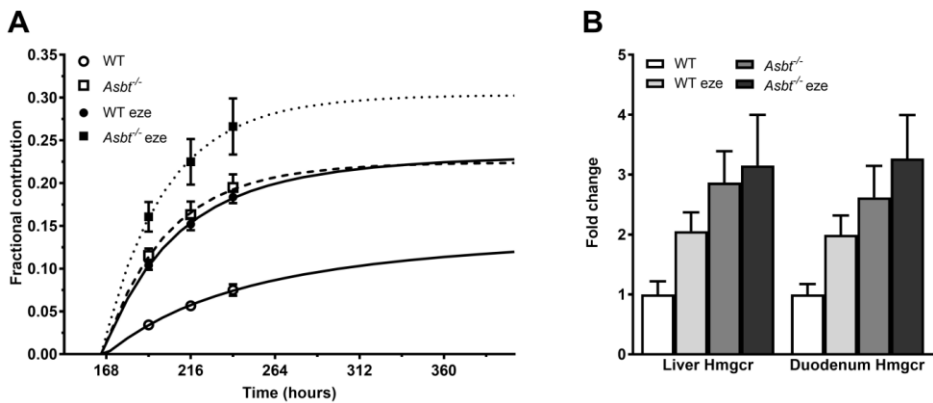 A
0.35
0.30
0.25
0.20
0.15
0.10
0.05
0.00
WT
Asbt-/-
WT eze
Asbt-/- eze
168 216 264 312 360
Time (hours)
Fractional contribution
B
5
4
3
2
1
0
WT Asbt-/-
WT eze Asbt-/- eze
Fold change
Liver Hmgcr Duodenum Hmgcr